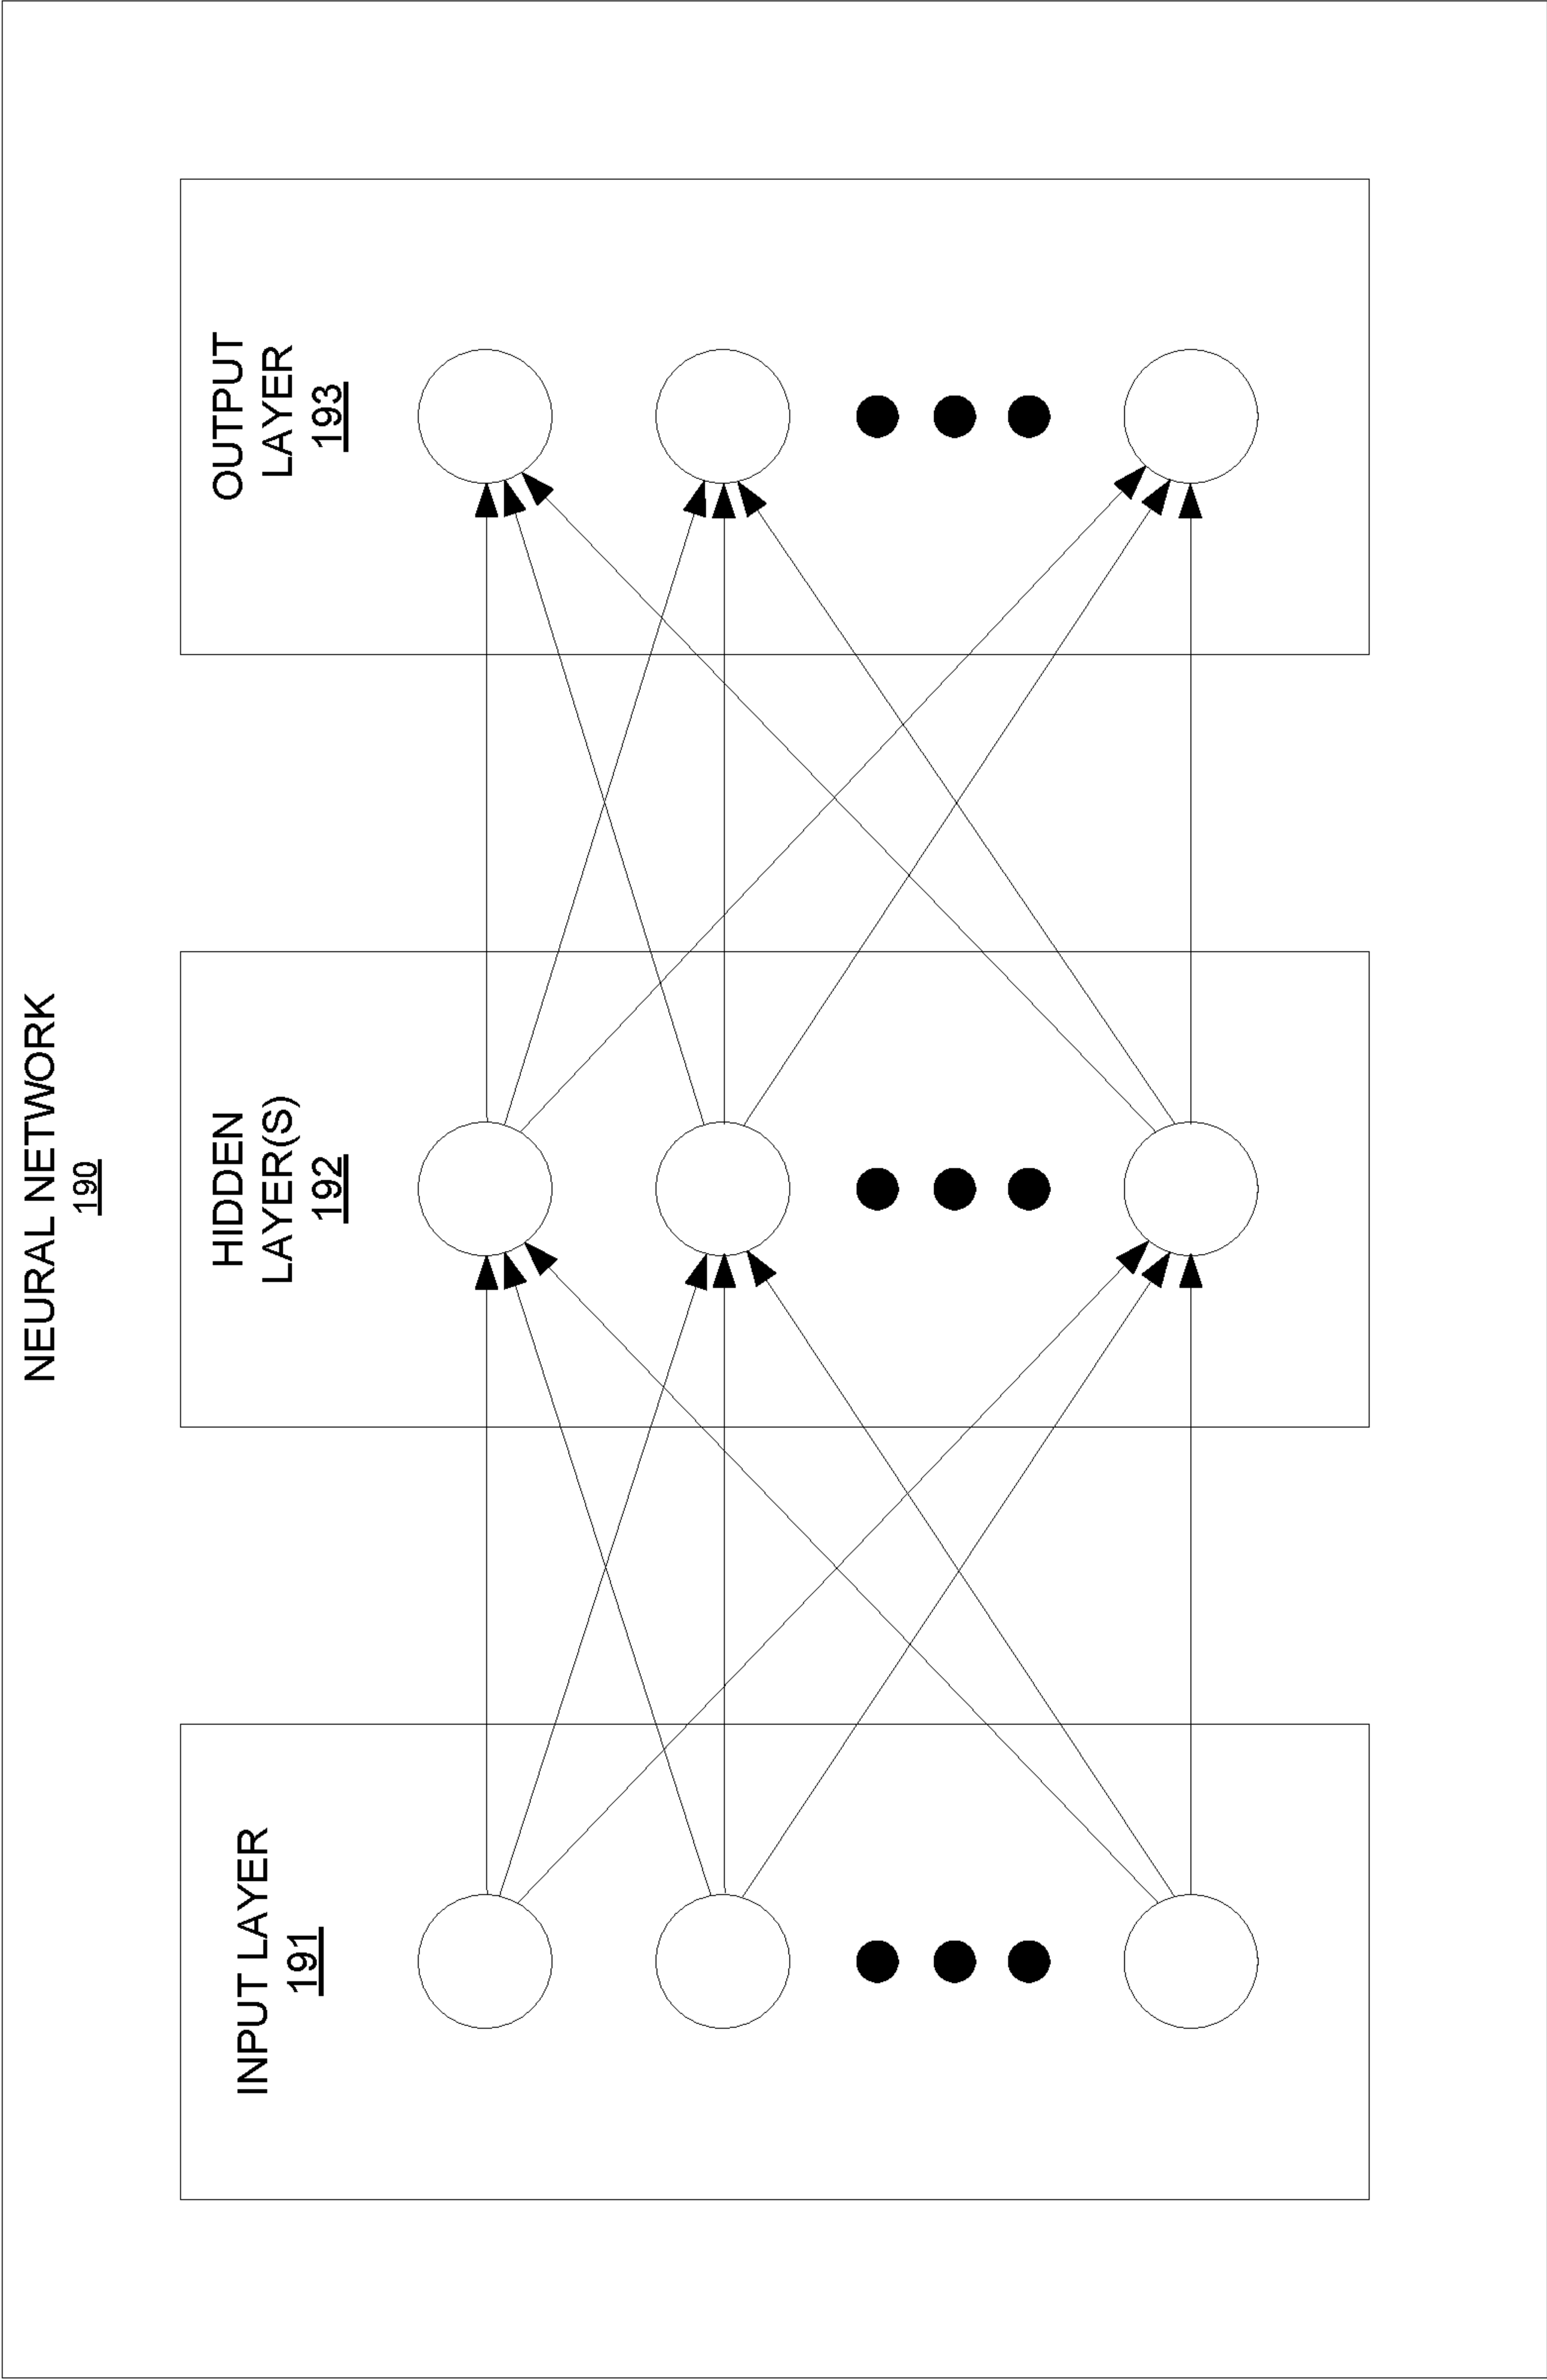 NEURAL NETWORK
190
INPUT LAYER
191
HIDDEN
LAYER(S)
192
OUTPUT
LAYER
193